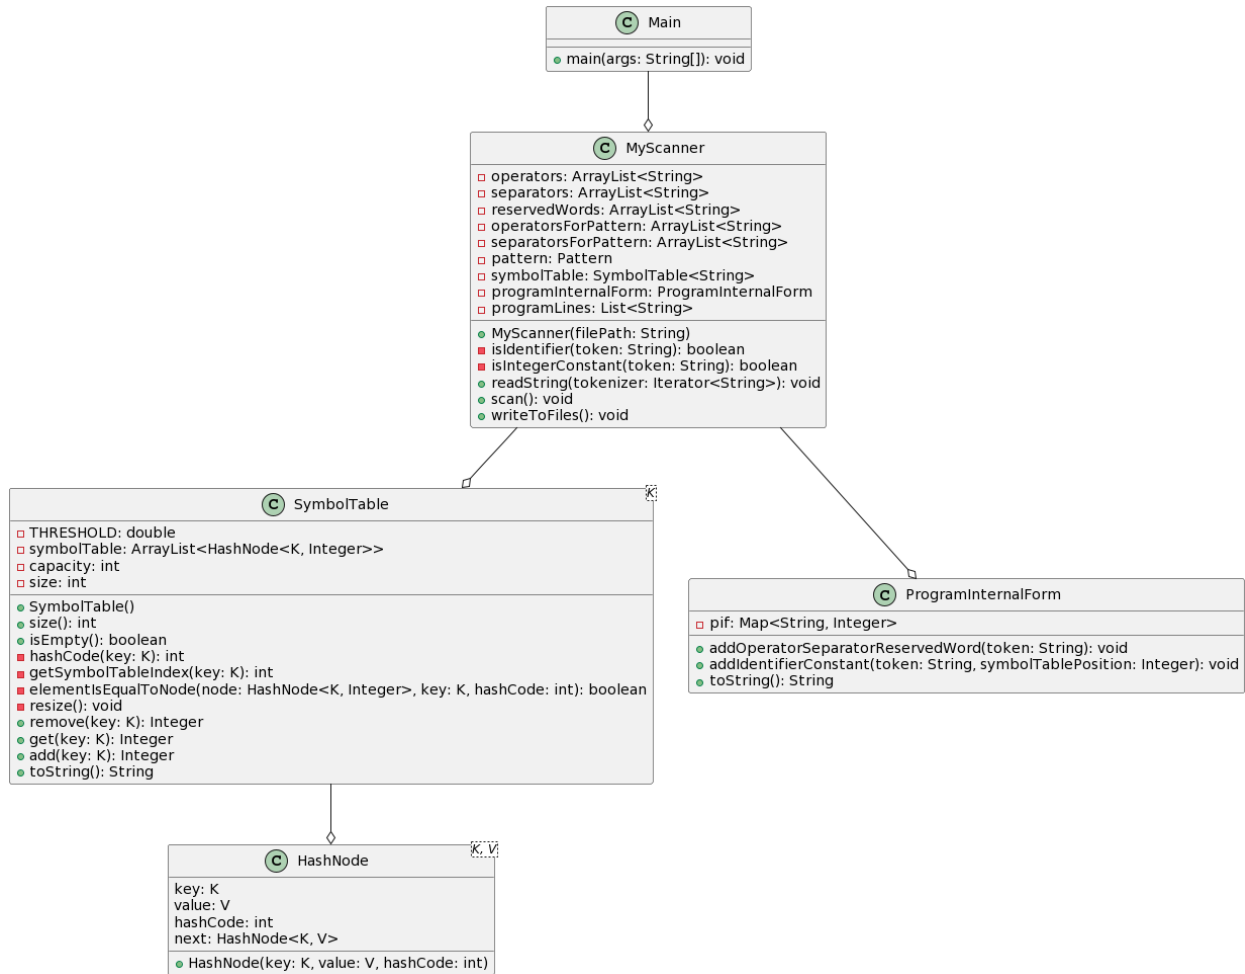 C Main
main(args: String[]): void
C MyScanner
operators: ArrayList<String>
separators: ArrayList<String>
reservedWords: ArrayList<String>
operatorsForPattern: ArrayList<String>
separatorsForPattern: ArrayList<String>
pattern: Pattern
symbolTable: SymbolTable<String>
programInternalForm: ProgramInternalForm
programLines: List<String>
MyScanner(filePath: String)
isIdentifier(token: String): boolean
isIntegerConstant(token: String): boolean
readString(tokenizer: Iterator<String>): void
scan(): void
writeToFiles(): void
C SymbolTable K
THRESHOLD: double
symbolTable: ArrayList<HashNode<K, Integer>>
capacity: int
size: int
SymbolTable()
size(): int
isEmpty(): boolean
hashCode(key: K): int
getSymbolTableIndex(key: K): int
elementIsEqualToNode(node: HashNode<K, Integer>, key: K, hashCode: int): boolean
resize(): void
remove(key: K): Integer
get(key: K): Integer
add(key: K): Integer
toString(): String
C ProgramInternalForm
pif: Map<String, Integer>
addOperatorSeparatorReservedWord(token: String): void
addIdentifierConstant(token: String, symbolTablePosition: Integer): void
toString(): String
C HashNode K, V
key: K
value: V
hashCode: int
next: HashNode<K, V>
HashNode(key: K, value: V, hashCode: int)